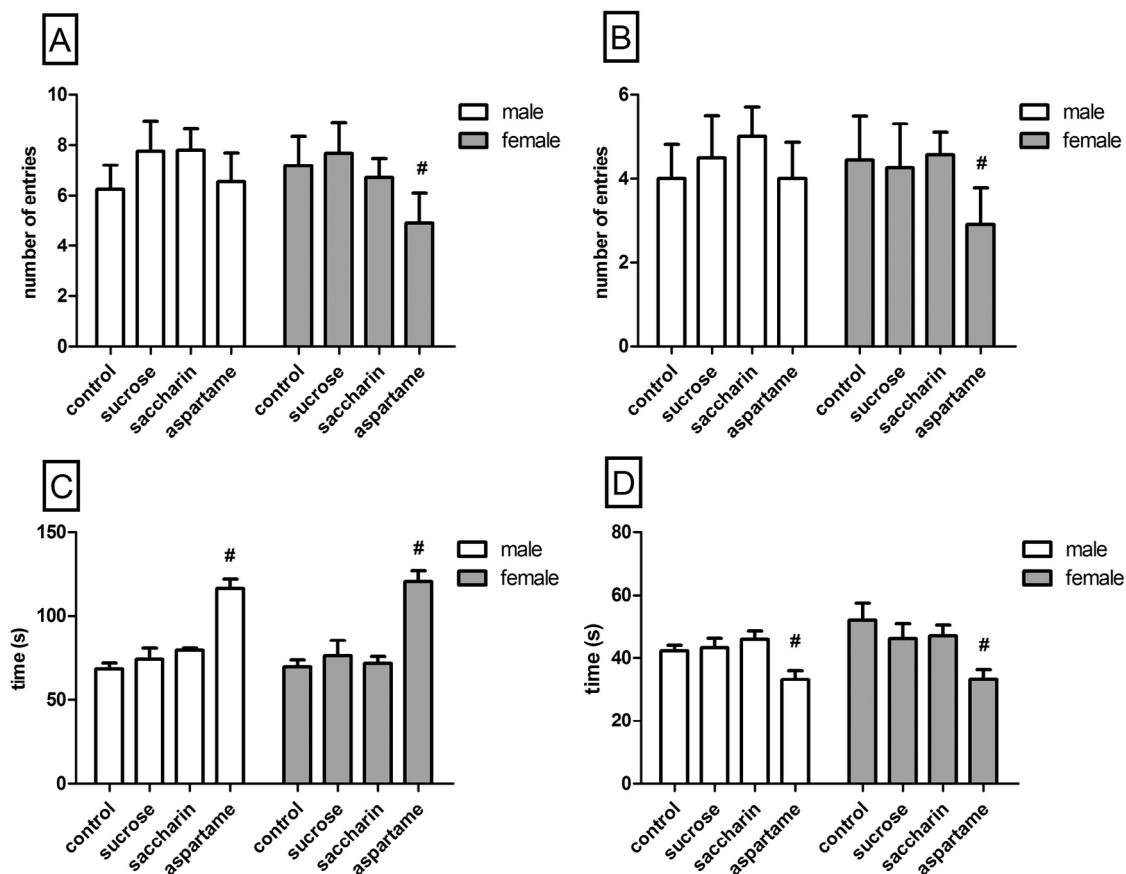 A
10
8
6
4
2
0
number of entries
male
female
#
control
sucrose
saccharin
aspartame
control
sucrose
saccharin
aspartame
B
6
4
2
0
number of entries
male
female
#
control
sucrose
saccharin
aspartame
control
sucrose
saccharin
aspartame
C
150
100
50
0
time (s)
male
female
#
#
control
sucrose
saccharin
aspartame
control
sucrose
saccharin
aspartame
D
80
60
40
20
0
time (s)
male
female
#
#
control
sucrose
saccharin
aspartame
control
sucrose
saccharin
aspartame